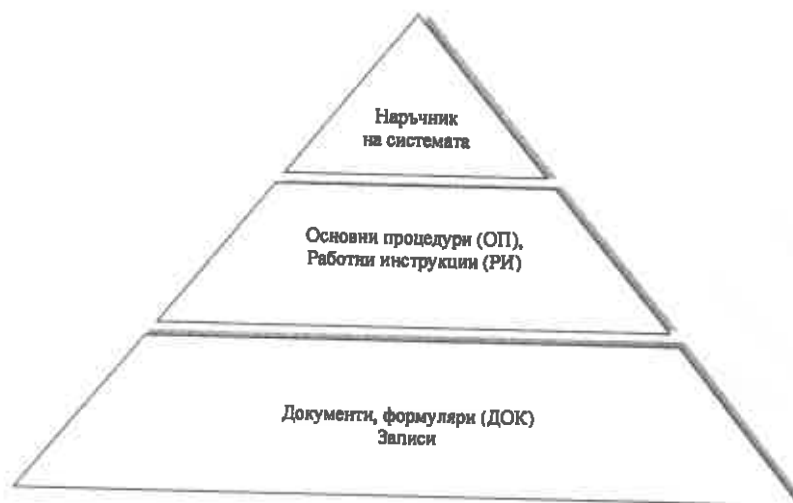 Наръчник
на системата
Основни процедури (ОП),
Работни инструкции (РИ)
Документи, формуляри (ДОК)
Записи